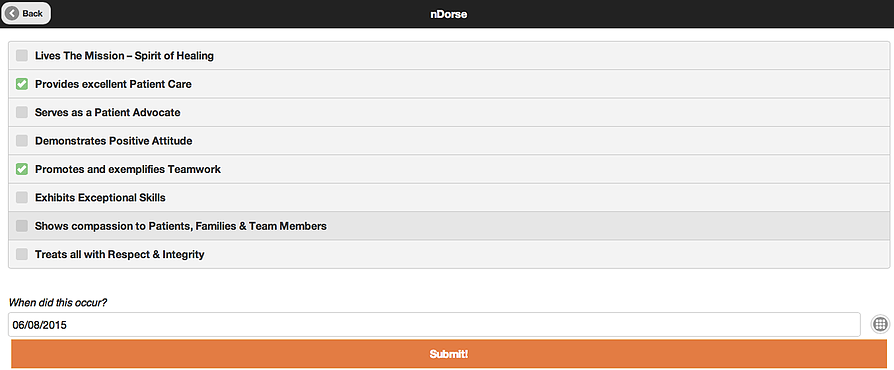 Back
nDorse
Lives The Mission – Spirit of Healing
Provides excellent Patient Care
Serves as a Patient Advocate
Demonstrates Positive Attitude
Promotes and exemplifies Teamwork
Exhibits Exceptional Skills
Shows compassion to Patients, Families & Team Members
Treats all with Respect & Integrity
When did this occur?
06/08/2015
Submit!